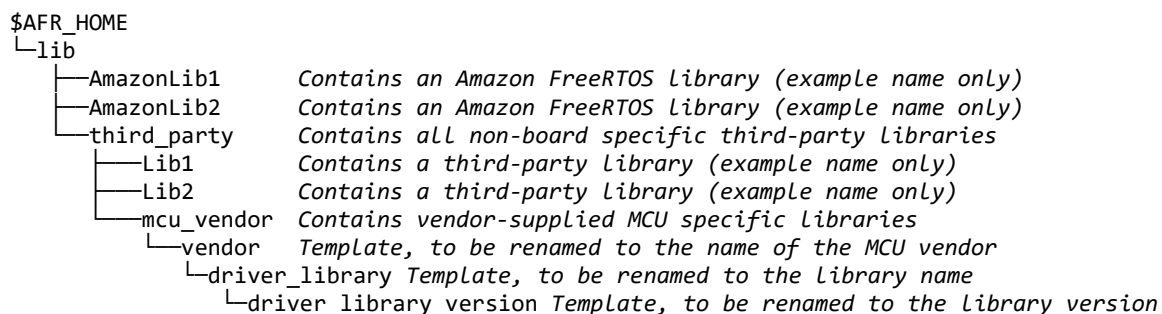 $AFR_HOME
└─lib
├──AmazonLib1 Contains an Amazon FreeRTOS library (example name only)
├──AmazonLib2 Contains an Amazon FreeRTOS library (example name only)
└──third_party Contains all non-board specific third-party libraries
├───Lib1 Contains a third-party library (example name only)
├───Lib2 Contains a third-party library (example name only)
└───mcu_vendor Contains vendor-supplied MCU specific libraries
└──vendor Template, to be renamed to the name of the MCU vendor
└─driver_library Template, to be renamed to the library name
└─driver library version Template, to be renamed to the library version